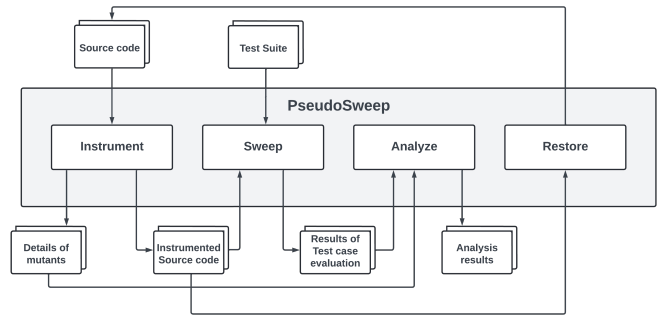 Source code
Test Suite
PseudoSweep
Instrument
Sweep
Analyze
Restore
Details of
mutants
Instrumented
Source code
Results of
Test case
evaluation
Analysis
results